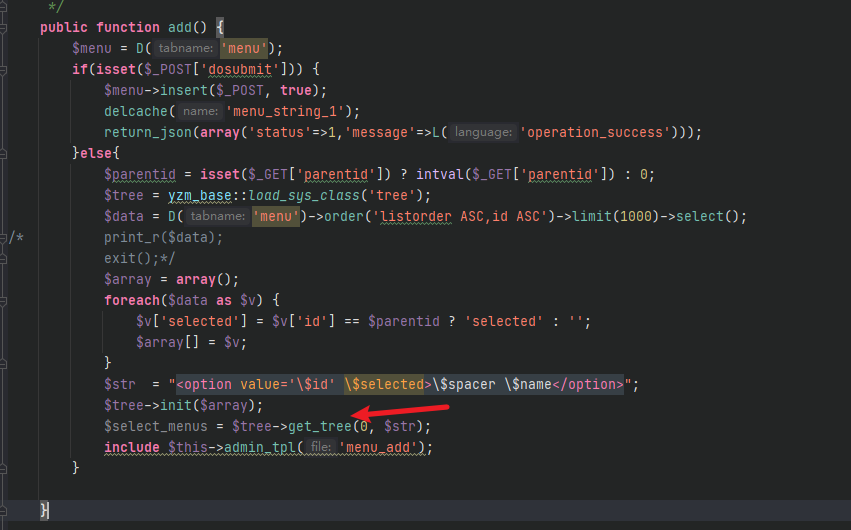 */
public function add() {
$menu = D( tabname: 'menu');
if(isset($_POST['dosubmit'])) {
$menu->insert($_POST, true);
delcache( name: 'menu_string_1');
return_json(array('status'=>1,'message'=>L( language: 'operation_success')));
}else{
$parentid = isset($_GET['parentid']) ? intval($_GET['parentid']) : 0;
$tree = yzm_base::load_sys_class('tree');
$data = D( tabname: 'menu')->order('listorder ASC,id ASC')->limit(1000)->select();
/* print_r($data);
exit();*/
$array = array();
foreach($data as $v) {
$v['selected'] = $v['id'] == $parentid ? 'selected' : '';
$array[] = $v;
}
$str  = "<option value='\$id' \$selected>\$spacer \$name</option>";
$tree->init($array);
$select_menus = $tree->get_tree(0, $str);
include $this->admin_tpl( file: 'menu_add');
}
}